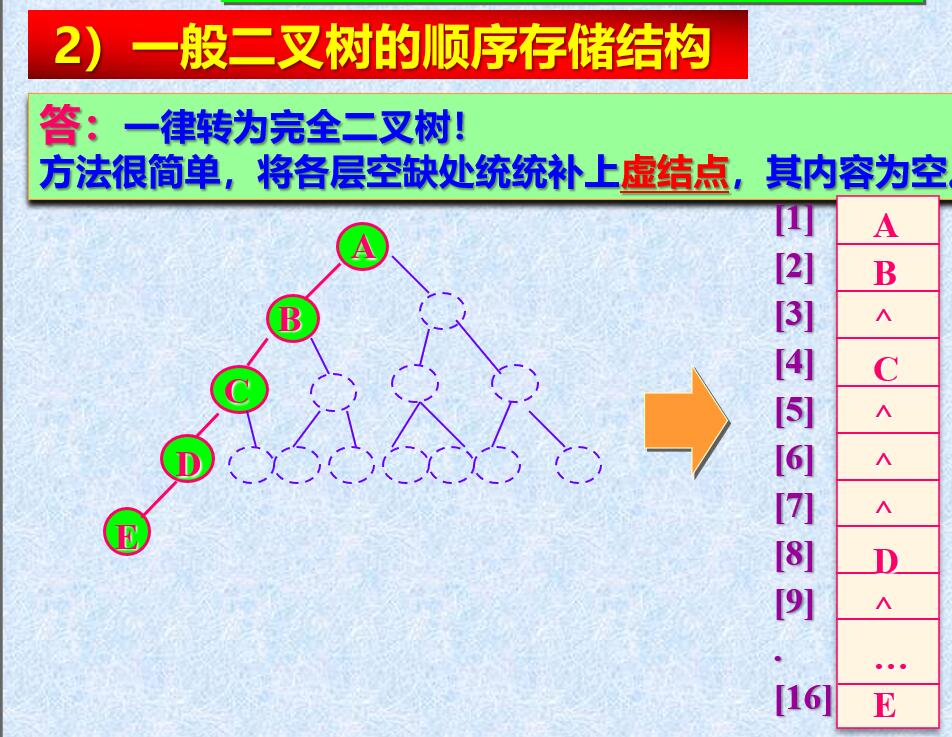 2）一般二叉树的顺序存储结构
答：一律转为完全二叉树！
方法很简单，将各层空缺处统统补上虚结点，其内容为空。
A
B
C
D
E
[1] A
[2] B
[3] ^
[4] C
[5] ^
[6] ^
[7] ^
[8] D
[9] ^
. …
[16] E